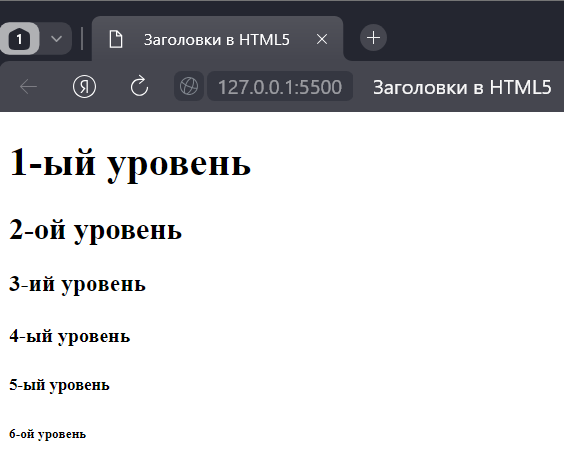 1
Заголовки в HTML5
Я
127.0.0.1:5500
Заголовки в HTML5
1-ый уровень
2-ой уровень
3-ий уровень
4-ый уровень
5-ый уровень
6-ой уровень